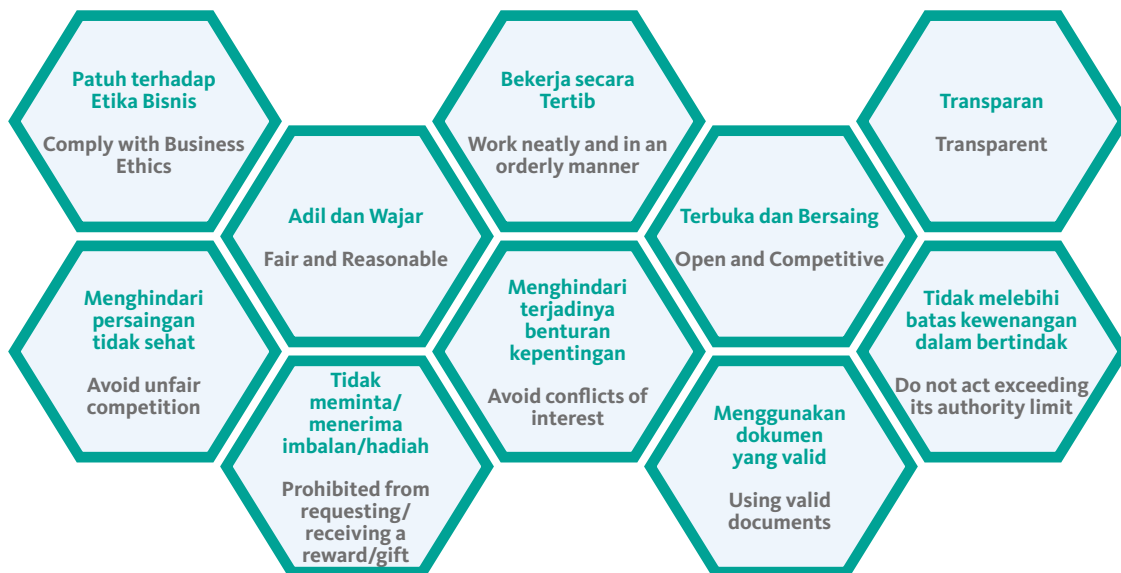 Patuh terhadap
Etika Bisnis
Comply with Business
Ethics
Bekerja secara
Tertib
Work neatly and in an
orderly manner
Transparan
Transparent
Adil dan Wajar
Fair and Reasonable
Terbuka dan Bersaing
Open and Competitive
Menghindari
persaingan
tidak sehat
Avoid unfair
competition
Menghindari
terjadinya
benturan
kepentingan
Avoid conflicts of
interest
Tidak melebihi
batas kewenangan
dalam bertindak
Do not act exceeding
its authority limit
Tidak
meminta/
menerima
imbalan/hadiah
Prohibited from
requesting/
receiving a
reward/gift
Menggunakan
dokumen
yang valid
Using valid
documents